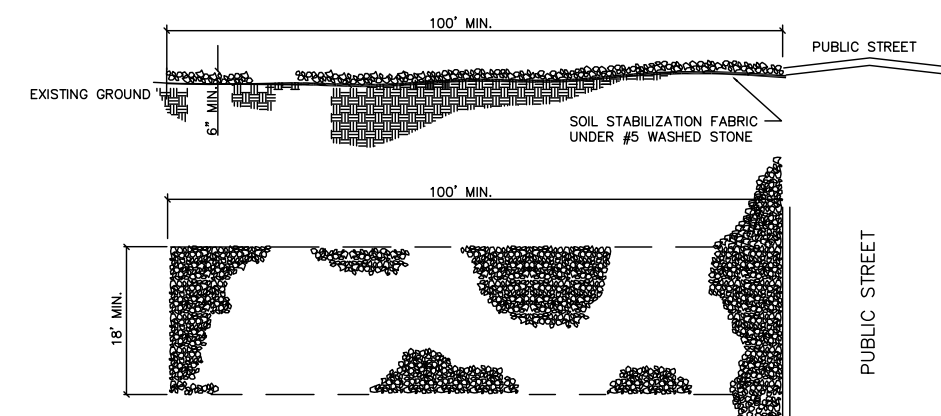 100' MIN.
PUBLIC STREET
EXISTING GROUND
6" MIN.
SOIL STABILIZATION FABRIC
UNDER #5 WASHED STONE
100' MIN.
18' MIN.
PUBLIC STREET